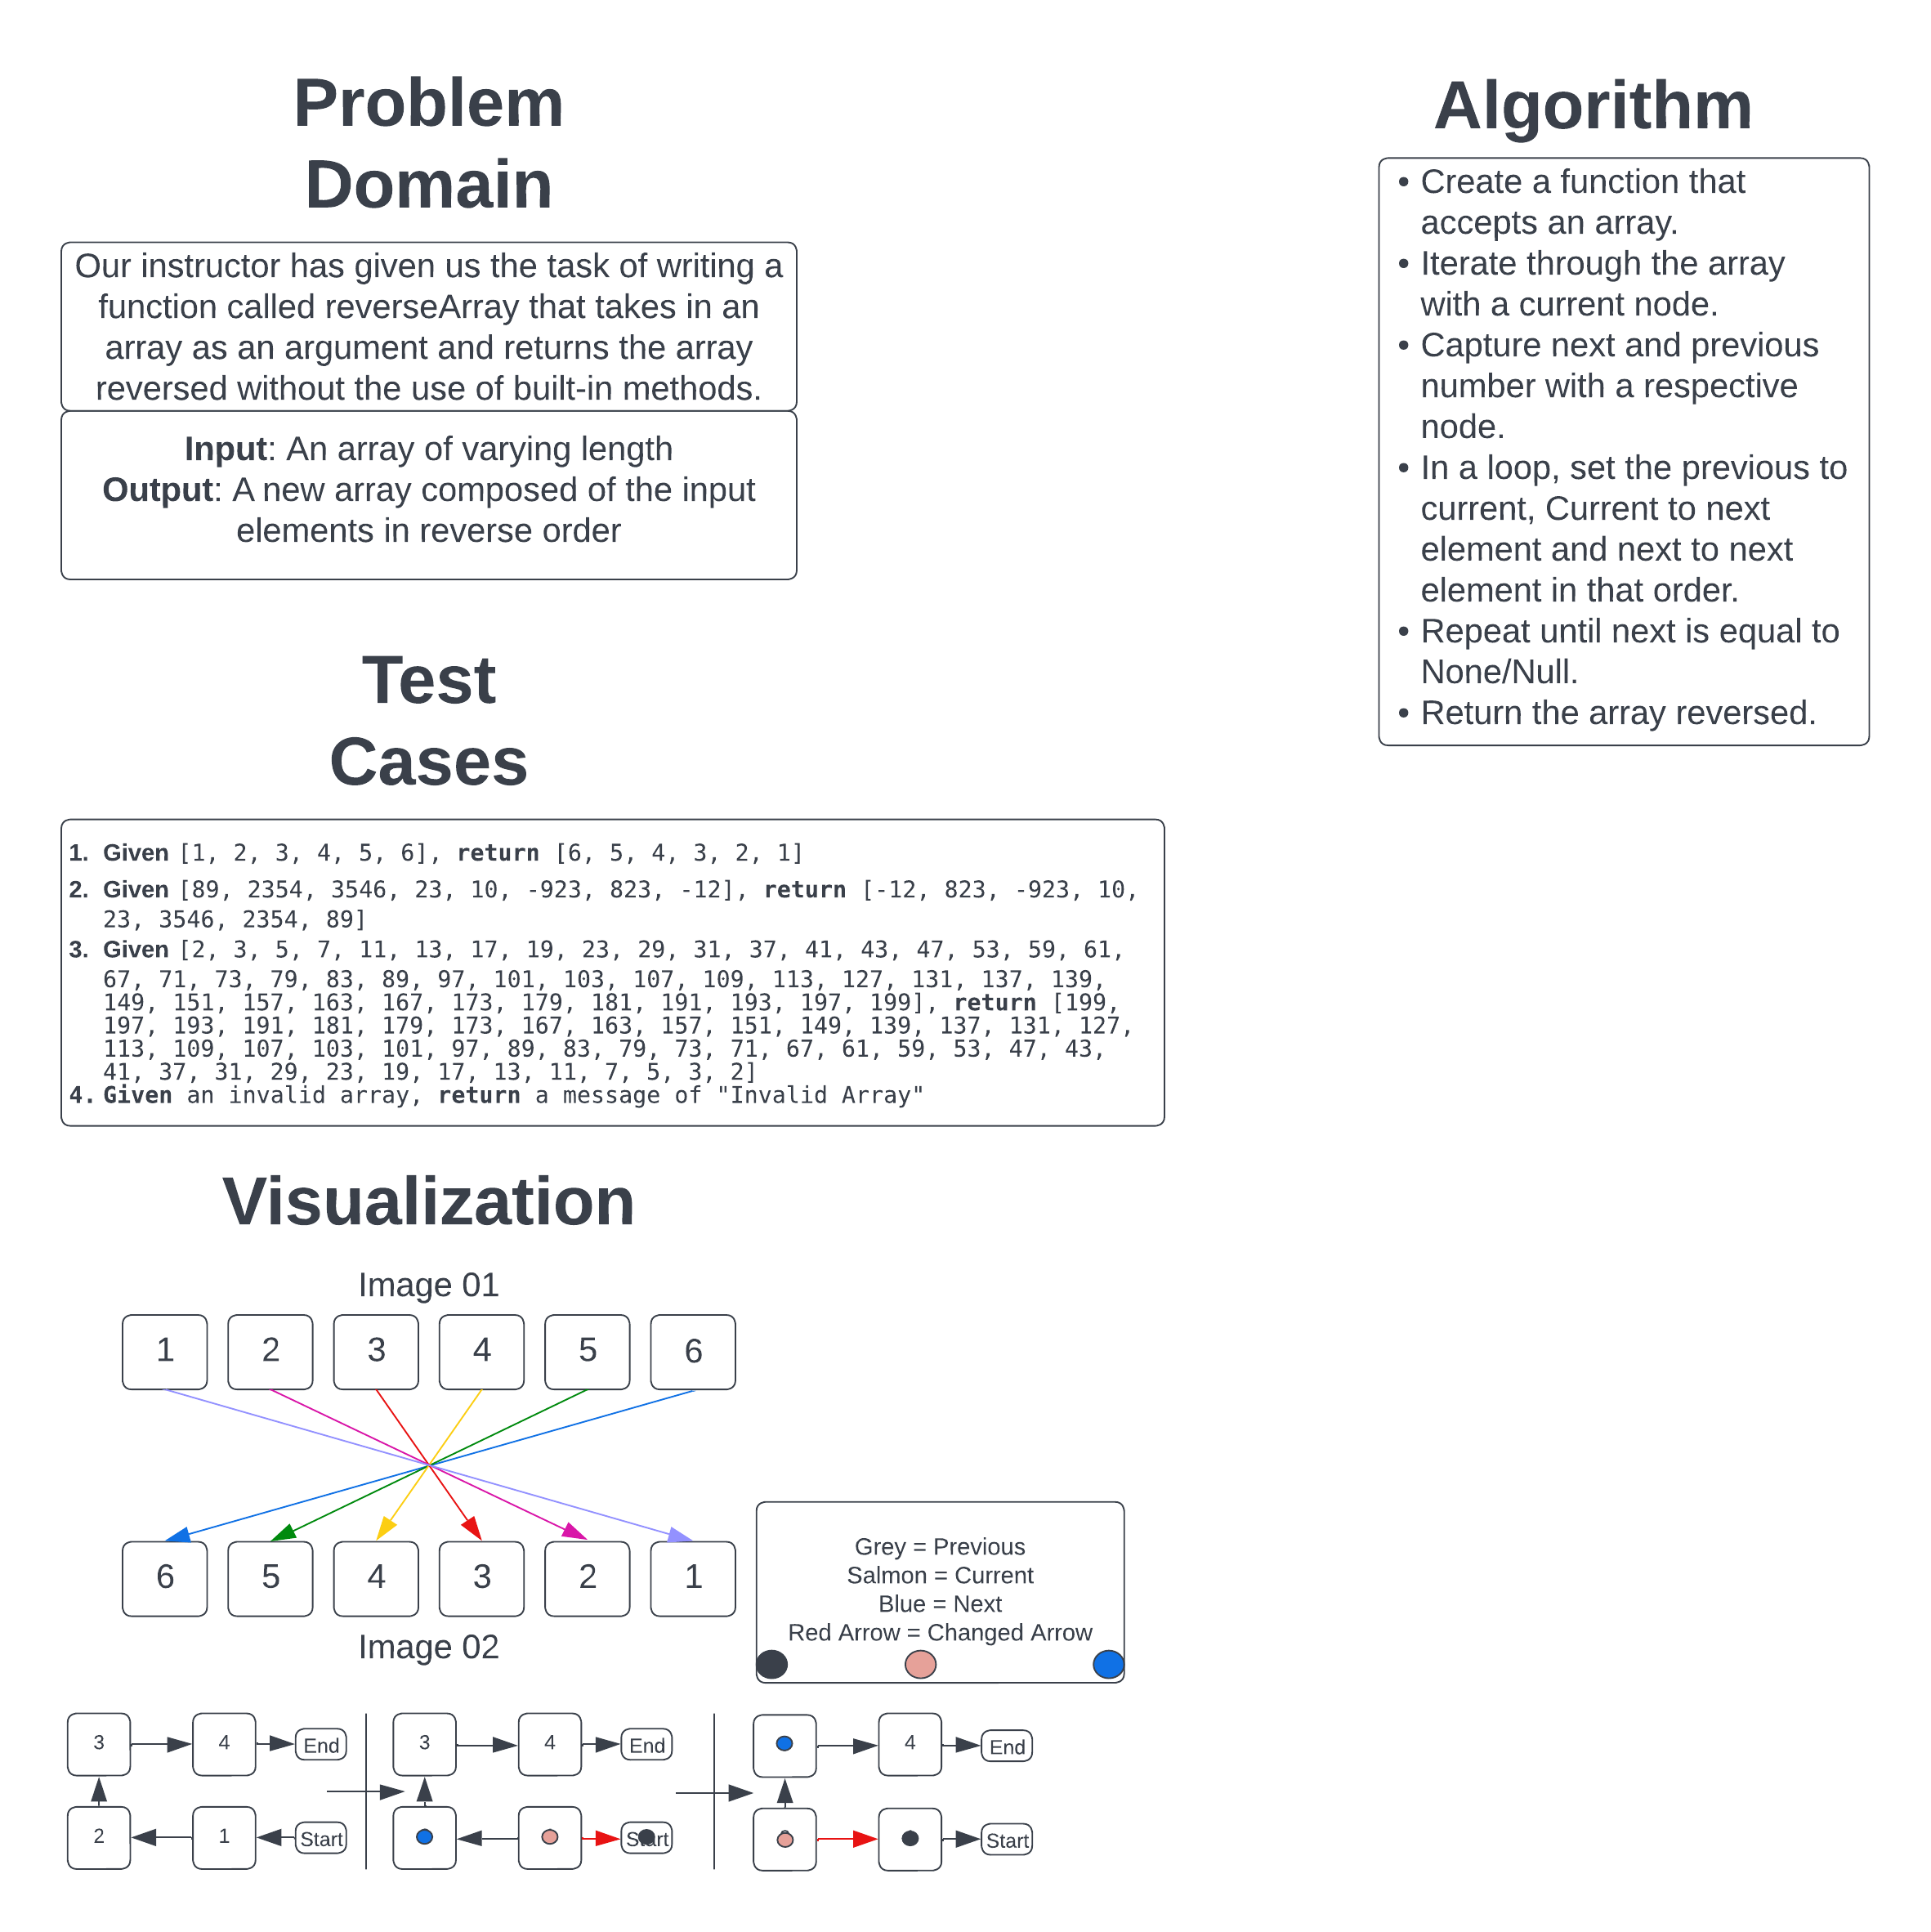 Problem
Domain
Our instructor has given us the task of writing a
function called reverseArray that takes in an
array as an argument and returns the array
reversed without the use of built-in methods.
Input: An array of varying length
Output: A new array composed of the input
elements in reverse order
Algorithm
• Create a function that
accepts an array.
• Iterate through the array
with a current node.
• Capture next and previous
number with a respective
node.
• In a loop, set the previous to
current, Current to next
element and next to next
element in that order.
• Repeat until next is equal to
None/Null.
• Return the array reversed.
Test
Cases
1. Given [1, 2, 3, 4, 5, 6], return [6, 5, 4, 3, 2, 1]
2. Given [89, 2354, 3546, 23, 10, -923, 823, -12], return [-12, 823, -923, 10,
23, 3546, 2354, 89]
3. Given [2, 3, 5, 7, 11, 13, 17, 19, 23, 29, 31, 37, 41, 43, 47, 53, 59, 61,
67, 71, 73, 79, 83, 89, 97, 101, 103, 107, 109, 113, 127, 131, 137, 139,
149, 151, 157, 163, 167, 173, 179, 181, 191, 193, 197, 199], return [199,
197, 193, 191, 181, 179, 173, 167, 163, 157, 151, 149, 139, 137, 131, 127,
113, 109, 107, 103, 101, 97, 89, 83, 79, 73, 71, 67, 61, 59, 53, 47, 43,
41, 37, 31, 29, 23, 19, 17, 13, 11, 7, 5, 3, 2]
4. Given an invalid array, return a message of "Invalid Array"
Visualization
Image 01
1 2 3 4 5 6
6 5 4 3 2 1
Grey = Previous
Salmon = Current
Blue = Next
Red Arrow = Changed Arrow
Image 02
3 4 End
2 1 Start
3 4 End
Start
4 End
Start